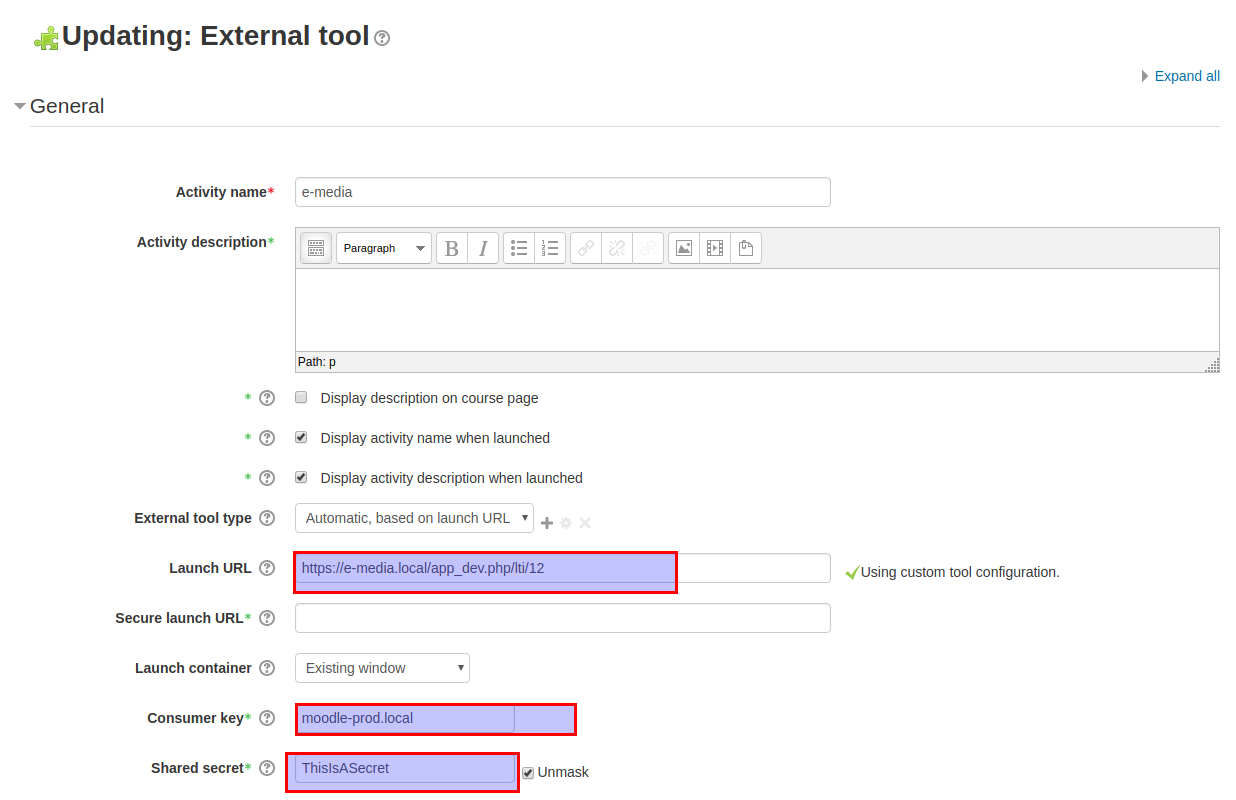 Updating: External tool
Expand all
General
Activity name*
e-media
Activity description*
Paragraph
B I
Path: p
* Display description on course page
* Display activity name when launched
* Display activity description when launched
External tool type
Automatic, based on launch URL
Launch URL
https://e-media.local/app_dev.php/lti/12
Using custom tool configuration.
Secure launch URL*
Launch container
Existing window
Consumer key*
moodle-prod.local
Shared secret*
ThisIsASecret
Unmask